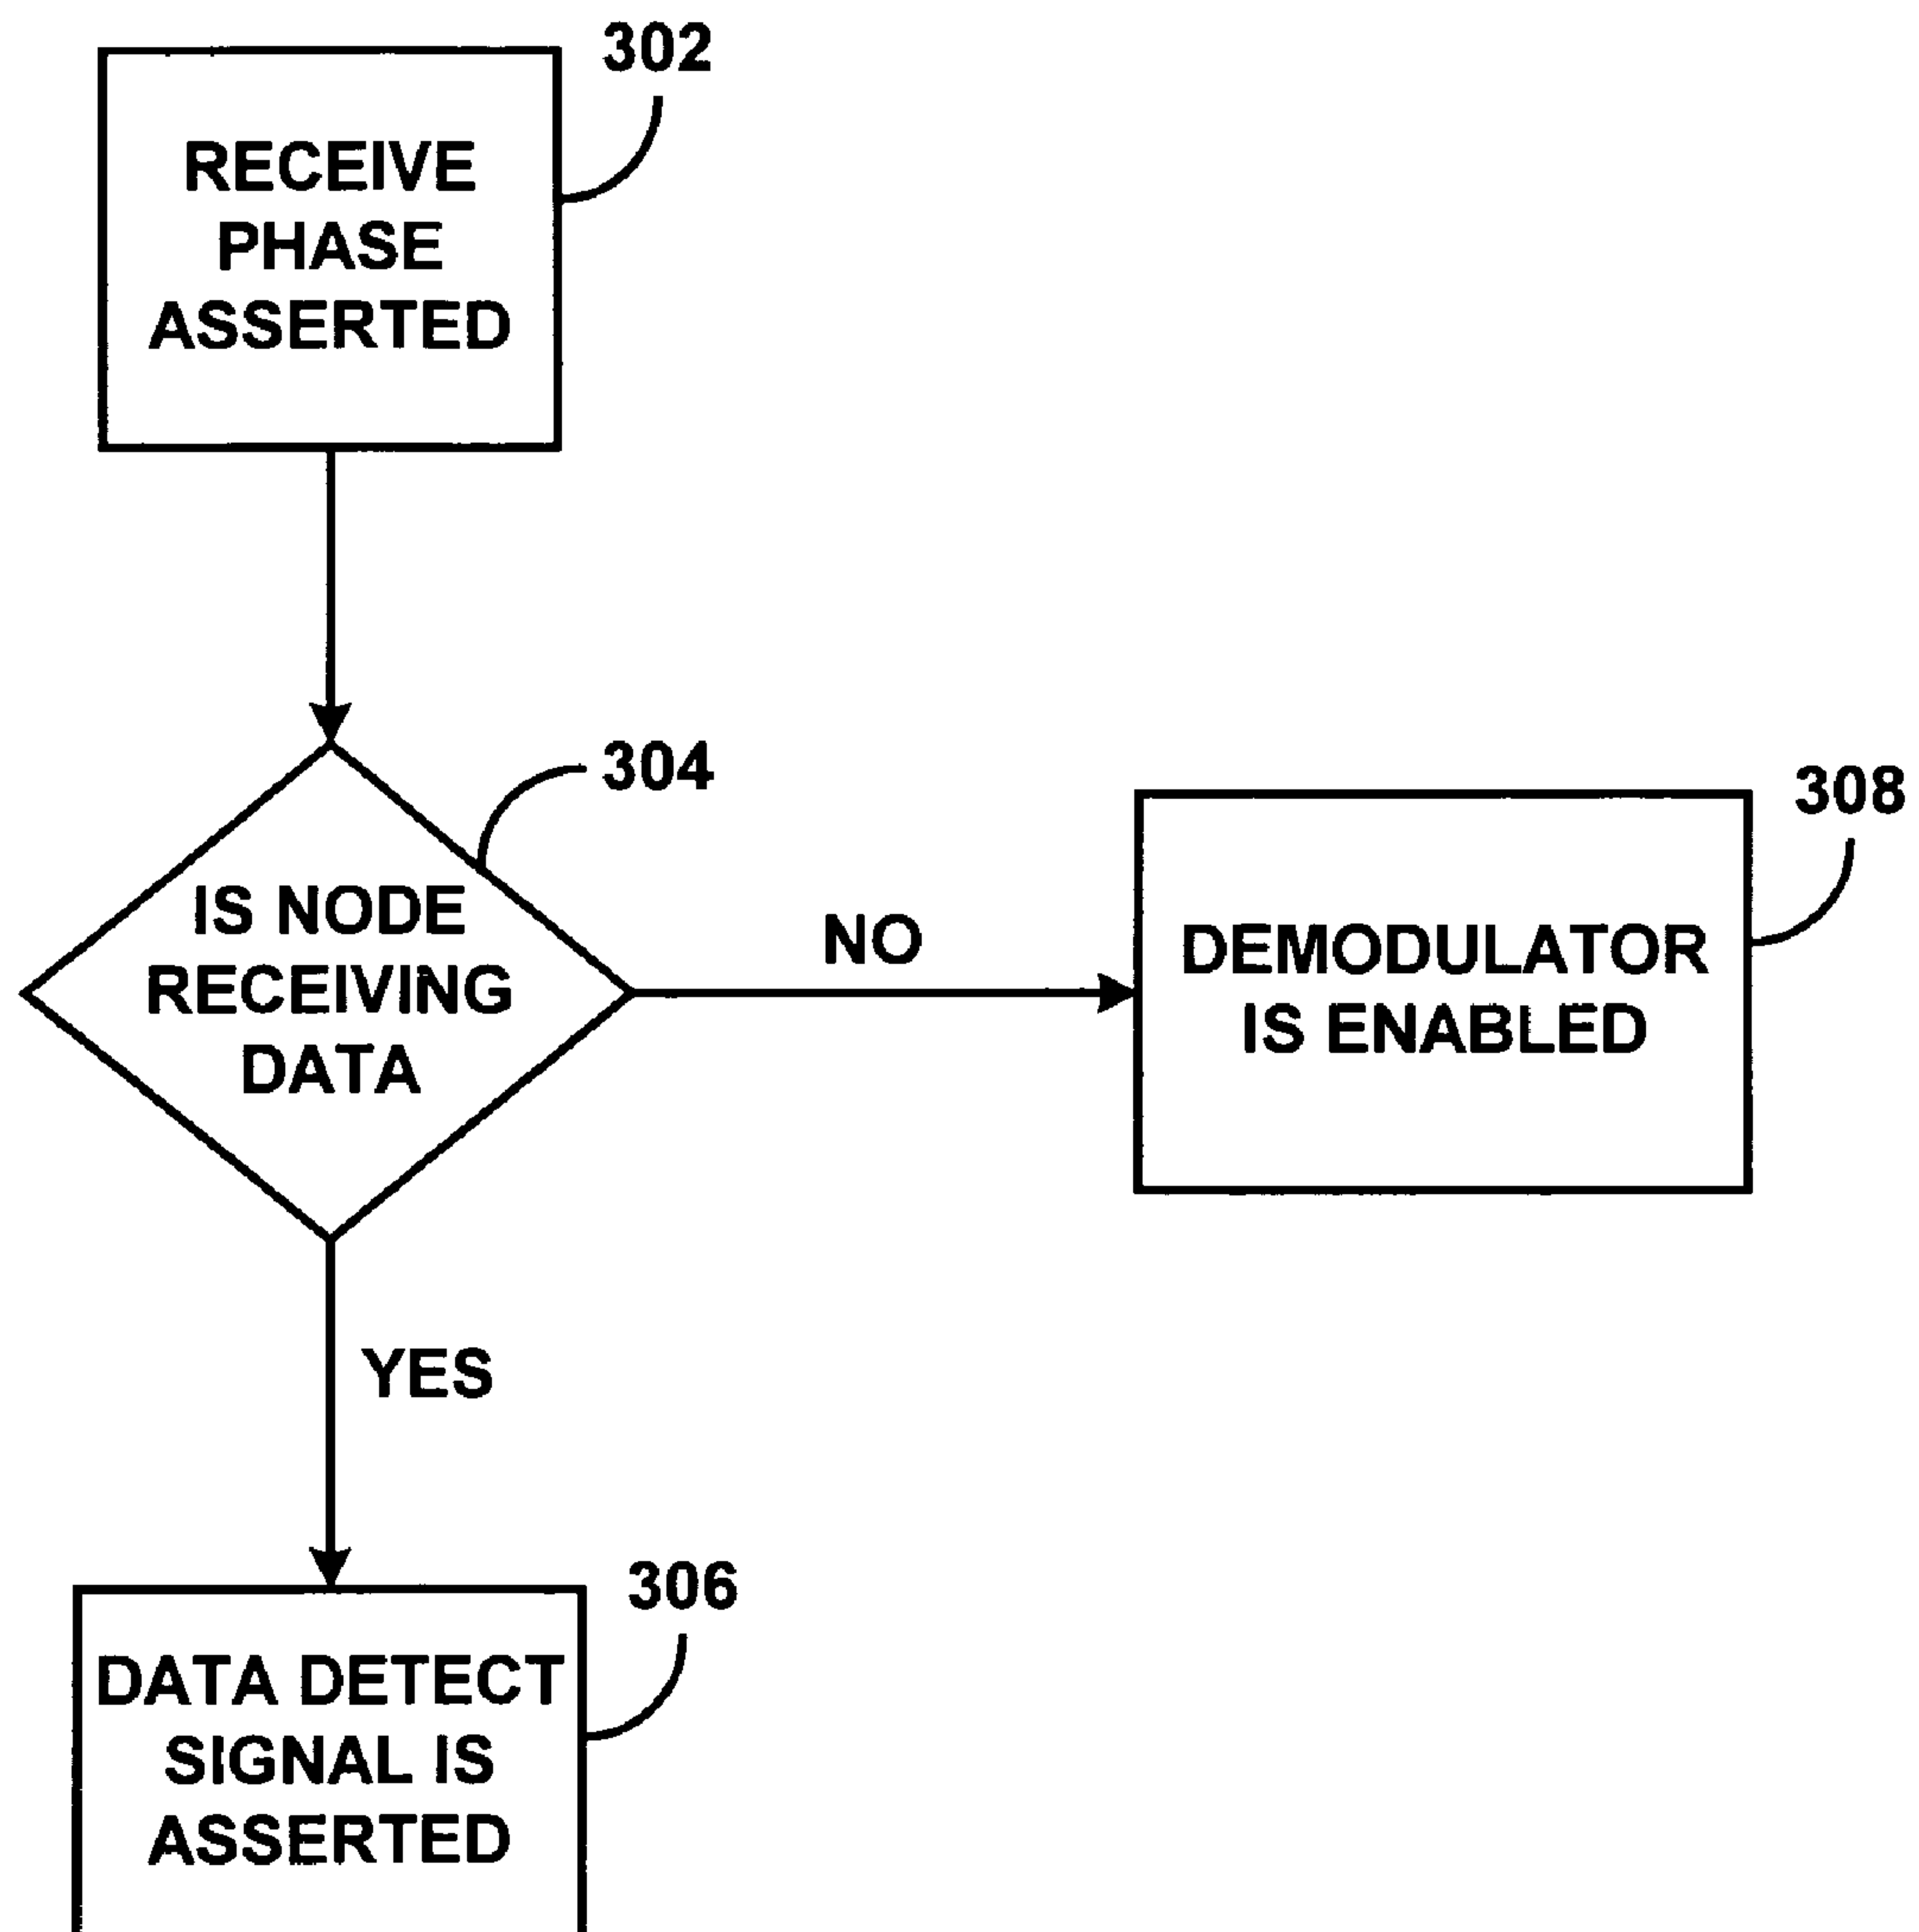 302
RECEIVE
PHASE
ASSERTED
304
IS NODE
RECEIVING
DATA
NO
308
DEMODULATOR
IS ENABLED
YES
306
DATA DETECT
SIGNAL IS
ASSERTED